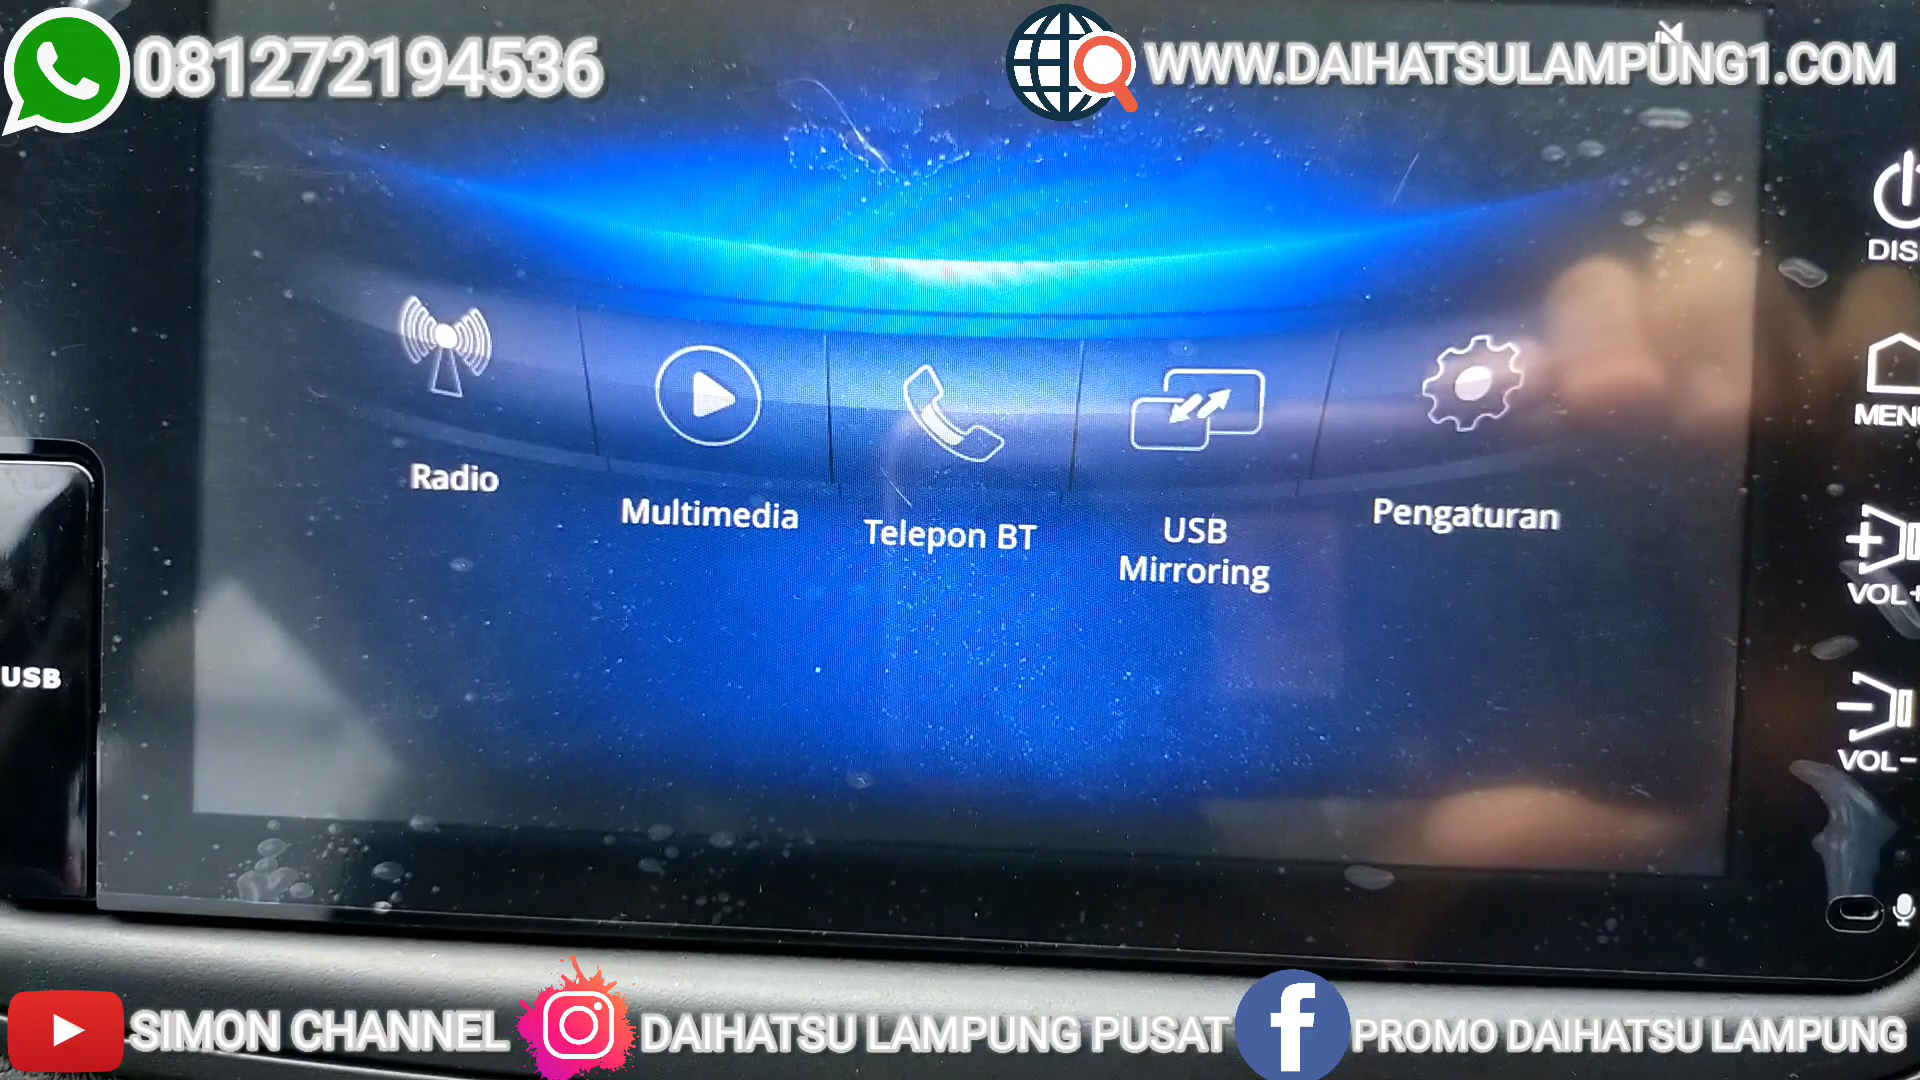 081272194536
WWW.DAIHATSULAMPUNG1.COM
Radio
Multimedia
Telepon BT
USB
Mirroring
Pengaturan
MENU
VOL+
VOL-
USB
SIMON CHANNEL
DAIHATSU LAMPUNG PUSAT
PROMO DAIHATSU LAMPUNG